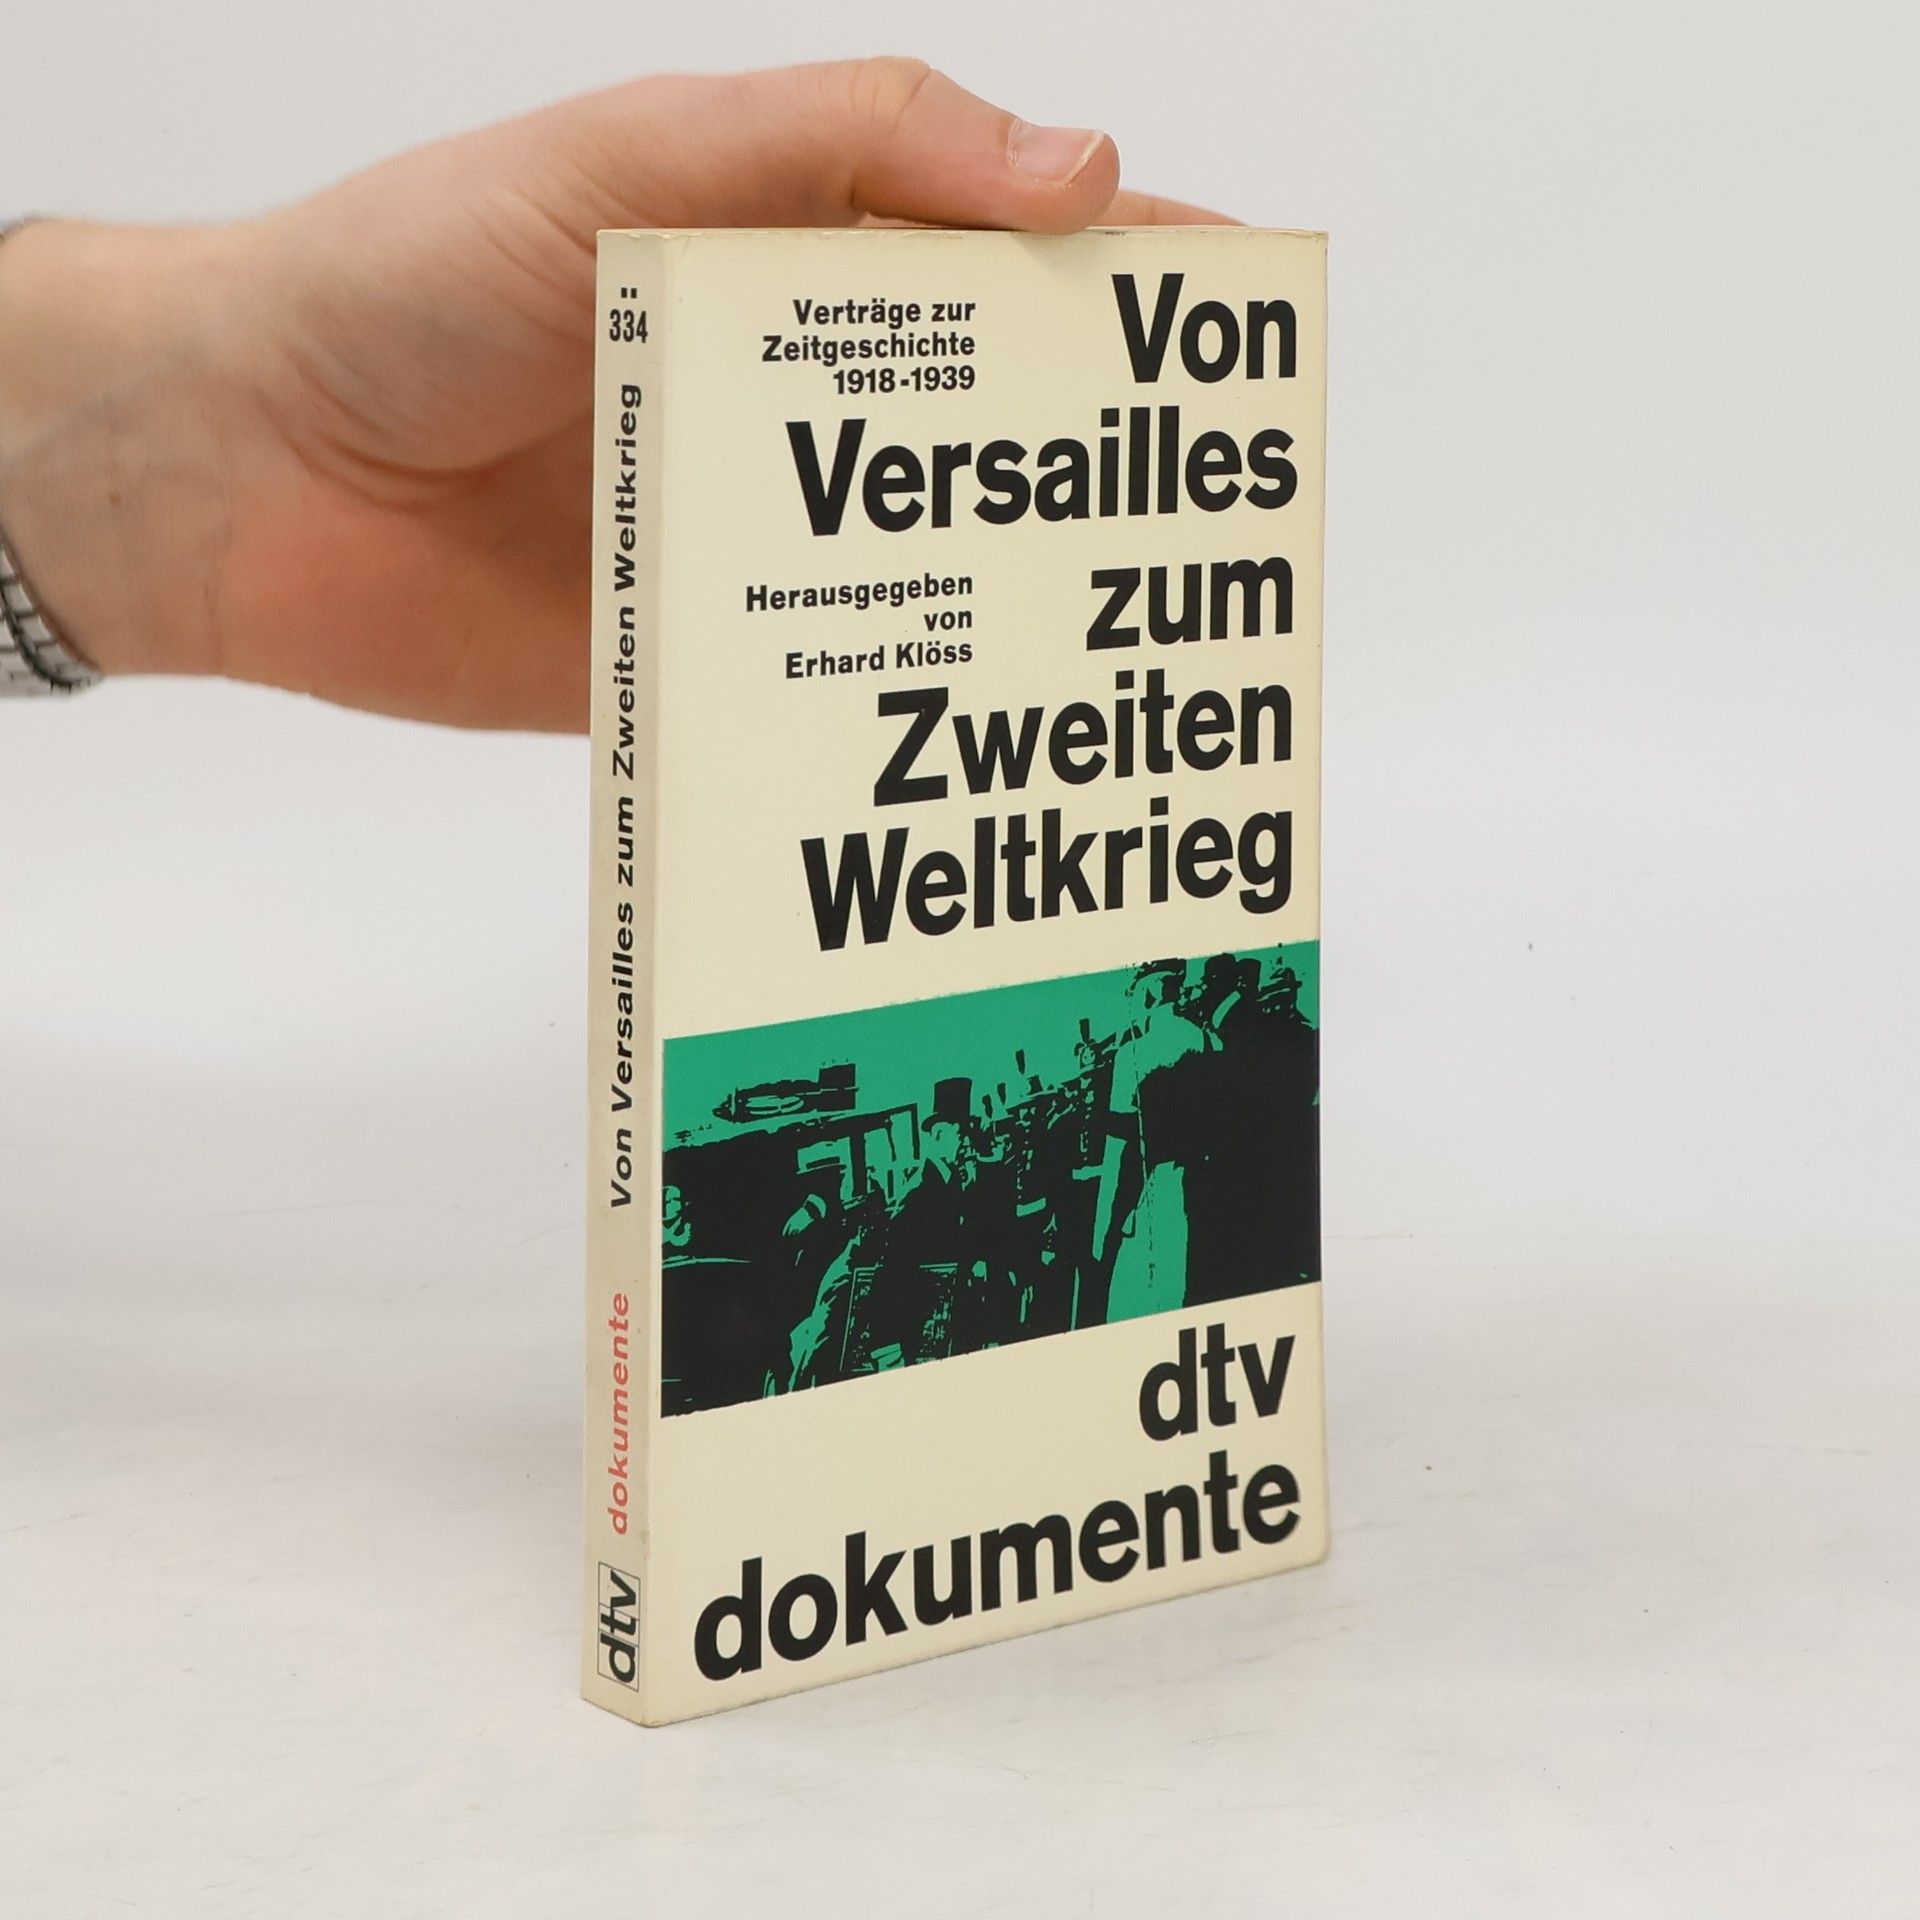 Verträge zur
Zeitgeschichte
1918-1939
Von
Versailles
zum
Zweiten
Weltkrieg
Herausgegeben
von
Erhard Klöss
dtv
dokumente
334
Von Versailles zum Zweiten Weltkrieg
dokumente
dtv